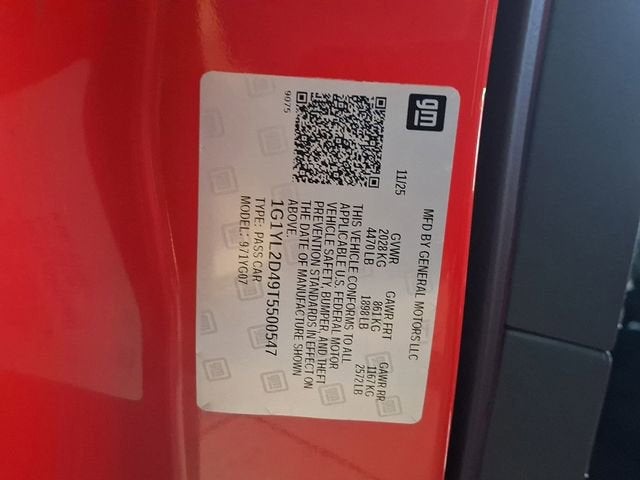 gm
MFD BY GENERAL MOTORS LLC
11/25
GVWR GAWR FRT GAWR RR
2028 KG 861 KG 1167 KG
4470 LB 1898 LB 2572 LB
THIS VEHICLE CONFORMS TO ALL
APPLICABLE U.S. FEDERAL MOTOR
VEHICLE SAFETY, BUMPER, AND THEFT
PREVENTION STANDARDS IN EFFECT ON
THE DATE OF MANUFACTURE SHOWN
ABOVE.
1G1YL2D49T5500547
TYPE: PASS CAR
MODEL: 971YG07
9075